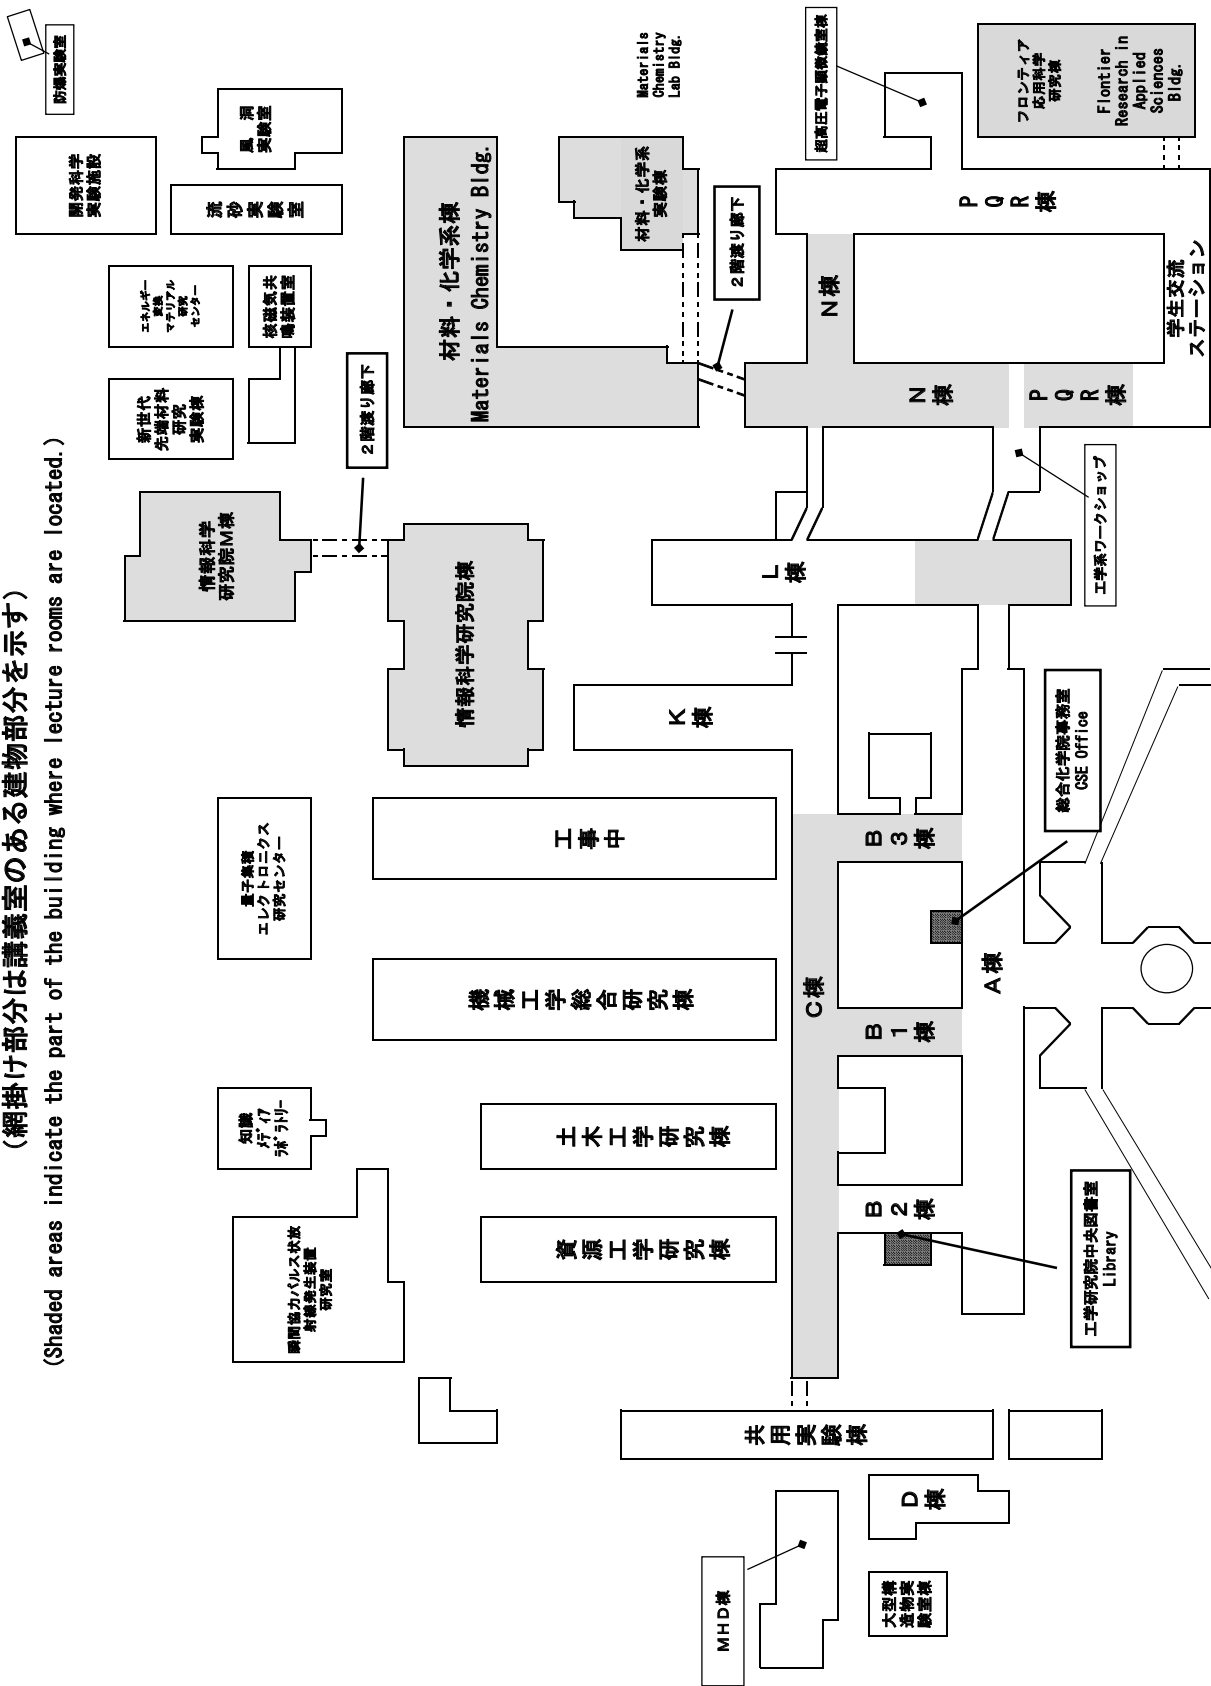 (網掛け部分は講義室のある建物部分を示す)
(Shaded areas indicate the part of the building where lecture rooms are located.)
防爆実験室
開発科学
実験施設
風 洞
実験室
流 砂 実 験 室
エネルギー
変換
マテリアル
研究
センター
核磁気共
鳴装置室
新世代
先端材料
研究
実験棟
2階渡り廊下
情報科学
研究院M棟
情報科学研究院棟
材料・化学系棟
Materials Chemistry Bldg.
Materials
Chemistry
Lab Bldg.
材料・化学系
実験棟
2階渡り廊下
超高圧電子顕微鏡室棟
フロンティア
応用科学
研究棟
Flontier
Research in
Applied
Sciences
Bldg.
PQR棟
N棟
学生交流
ステーション
N棟
PQR棟
工学系ワークショップ
L棟
K棟
総合化学院事務室
CSE Office
量子集積
エレクトロニクス
研究センター
工事中
B3棟
機械工学総合研究棟
C棟
A棟
B1棟
知識
メディア
ラボラトリー
土木工学研究棟
B2棟
工学研究院中央図書室
Library
瞬間協力パルス状放
射線発生装置
研究室
資源工学研究棟
共用実験棟
D棟
MHD棟
大型構
造物実
験室棟